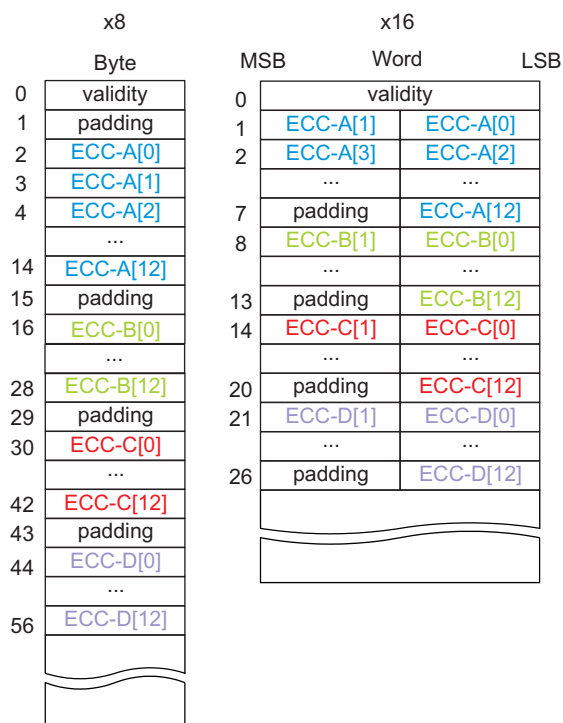 x8
Byte
0 validity
1 padding
2 ECC-A[0]
3 ECC-A[1]
4 ECC-A[2]
...
14 ECC-A[12]
15 padding
16 ECC-B[0]
...
28 ECC-B[12]
29 padding
30 ECC-C[0]
...
42 ECC-C[12]
43 padding
44 ECC-D[0]
...
56 ECC-D[12]
x16
MSB Word LSB
0 validity
1 ECC-A[1] ECC-A[0]
2 ECC-A[3] ECC-A[2]
... ...
7 padding ECC-A[12]
8 ECC-B[1] ECC-B[0]
... ...
13 padding ECC-B[12]
14 ECC-C[1] ECC-C[0]
... ...
20 padding ECC-C[12]
21 ECC-D[1] ECC-D[0]
... ...
26 padding ECC-D[12]